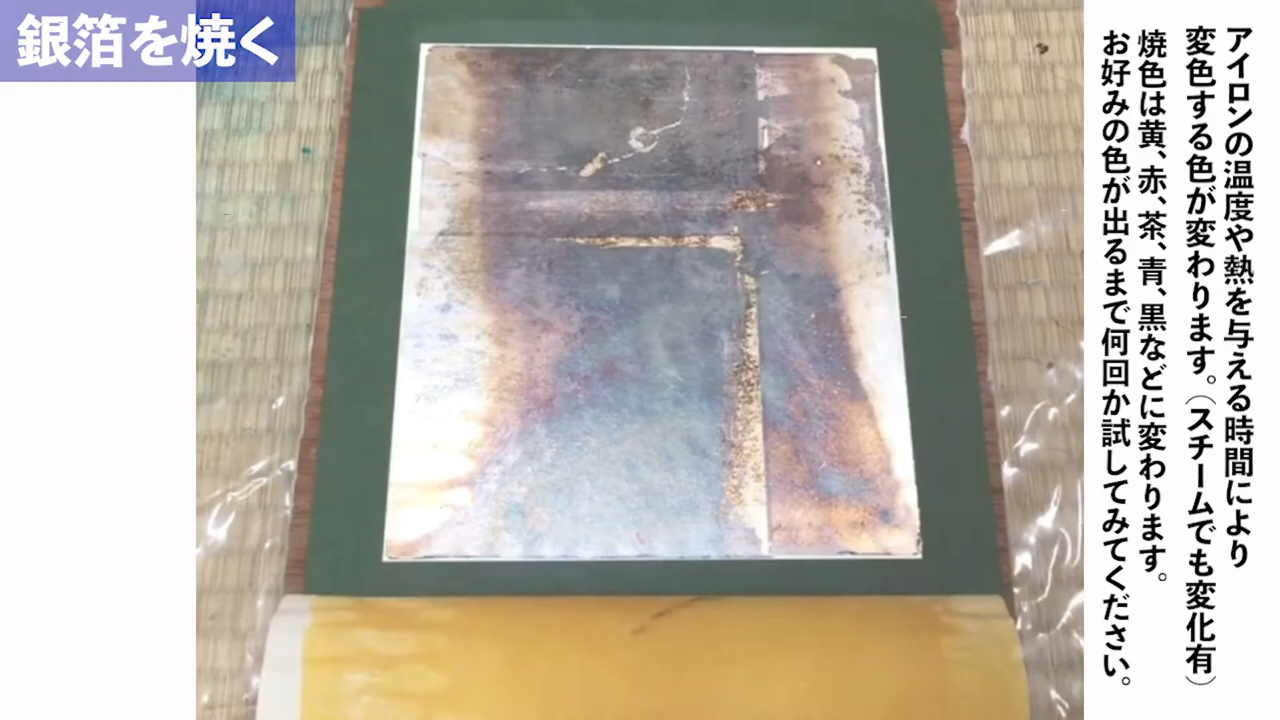 銀箔を焼く
アイロンの温度や熱を与える時間により
変色する色が変わります。（スチームでも変化有）
焼色は黄、赤、茶、青、黒などに変わります。
お好みの色が出るまで何回か試してみてください。